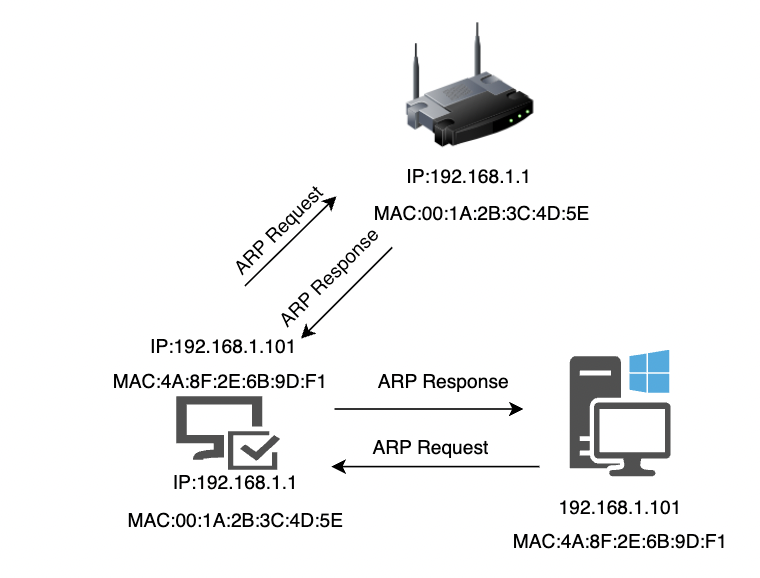 IP:192.168.1.1
MAC:00:1A:2B:3C:4D:5E
ARP Request
ARP Response
IP:192.168.1.101
MAC:4A:8F:2E:6B:9D:F1
ARP Response
ARP Request
IP:192.168.1.1
MAC:00:1A:2B:3C:4D:5E
192.168.1.101
MAC:4A:8F:2E:6B:9D:F1